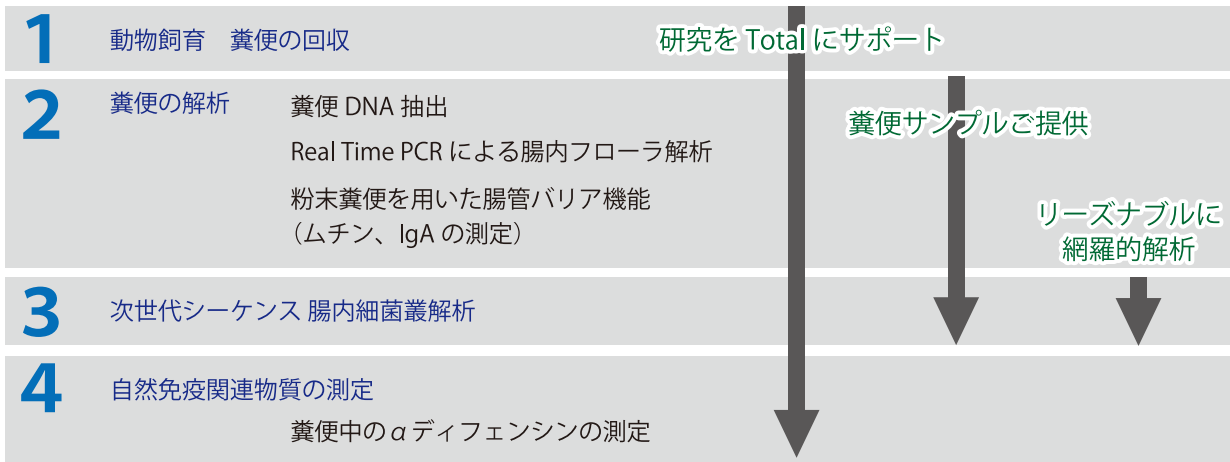 1 動物飼育　糞便の回収
研究を Total にサポート
2 糞便の解析
糞便 DNA 抽出
Real Time PCR による腸内フローラ解析
粉末糞便を用いた腸管バリア機能
（ムチン、IgA の測定）
糞便サンプルご提供
リーズナブルに
網羅的解析
3 次世代シーケンス 腸内細菌叢解析
4 自然免疫関連物質の測定
糞便中のαディフェンシンの測定